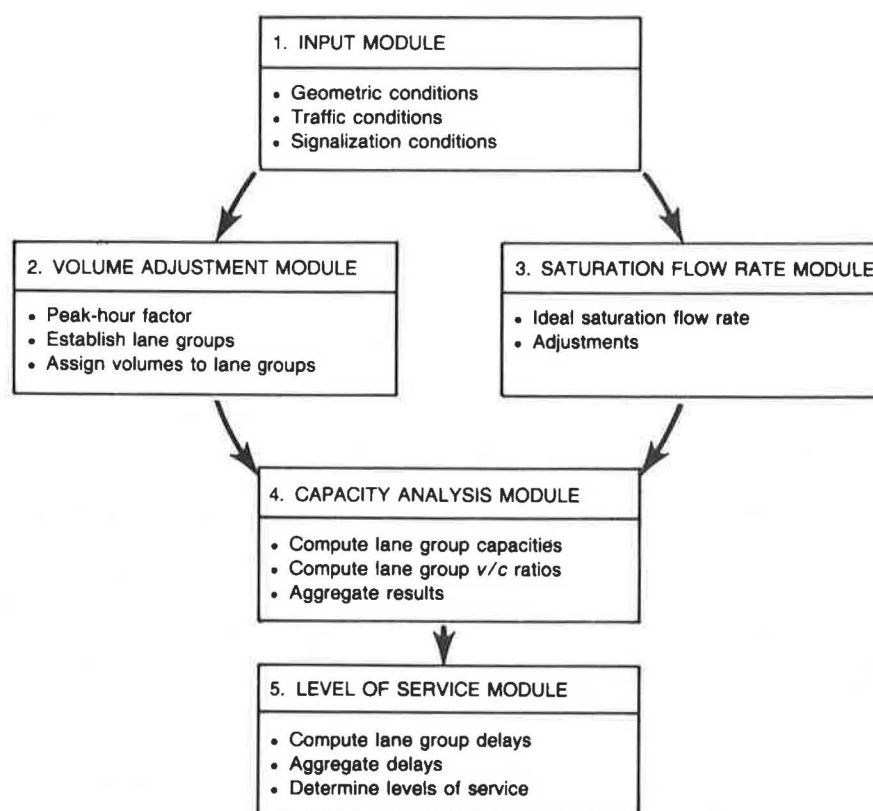 1. INPUT MODULE
• Geometric conditions
• Traffic conditions
• Signalization conditions
2. VOLUME ADJUSTMENT MODULE
• Peak-hour factor
• Establish lane groups
• Assign volumes to lane groups
3. SATURATION FLOW RATE MODULE
• Ideal saturation flow rate
• Adjustments
4. CAPACITY ANALYSIS MODULE
• Compute lane group capacities
• Compute lane group v/c ratios
• Aggregate results
5. LEVEL OF SERVICE MODULE
• Compute lane group delays
• Aggregate delays
• Determine levels of service